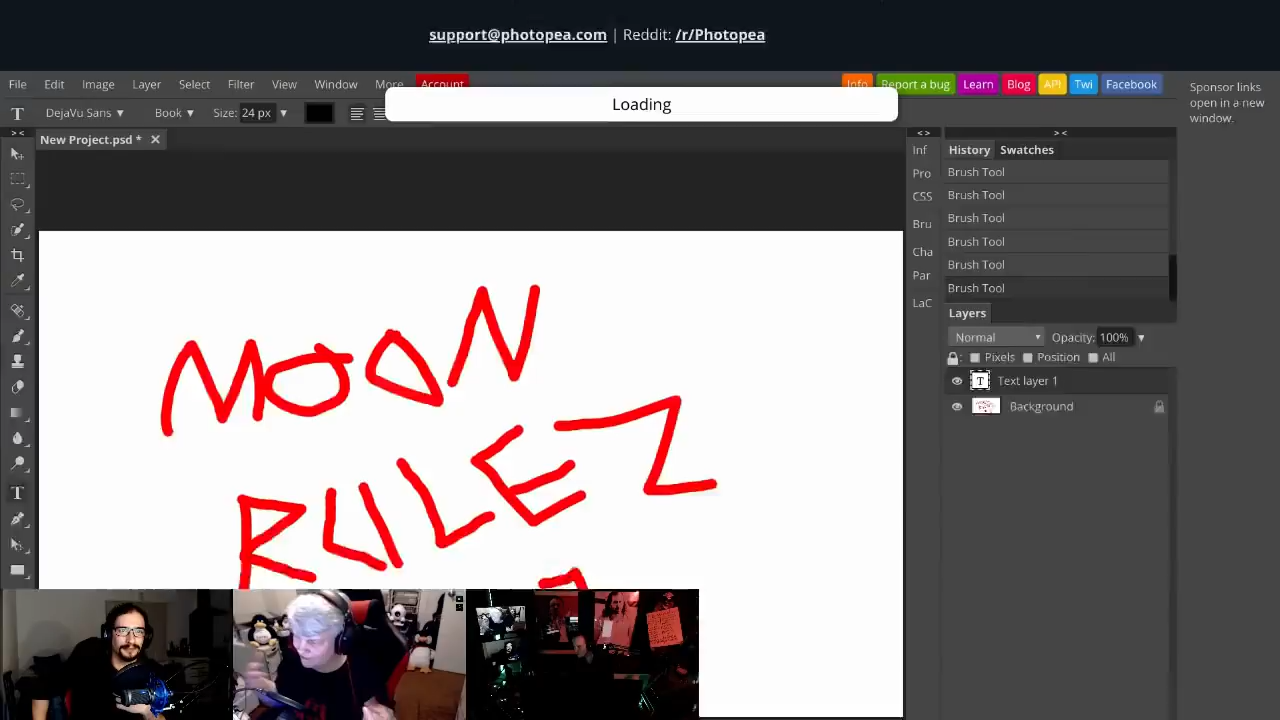 support@photopea.com | Reddit: /r/Photopea
File Edit Image Layer Select Filter View Window More Account
Info Report a bug Learn Blog API Twi Facebook
Loading
Sponsor links open in a new window.
DejaVu Sans Book Size: 24 px
New Project.psd *
Inf
Pro
CSS
Bru
Cha
Par
LaC
History Swatches
Brush Tool
Brush Tool
Brush Tool
Brush Tool
Brush Tool
Brush Tool
Layers
Normal Opacity: 100%
Pixels Position All
Text layer 1
Background
MOON
RULEZ